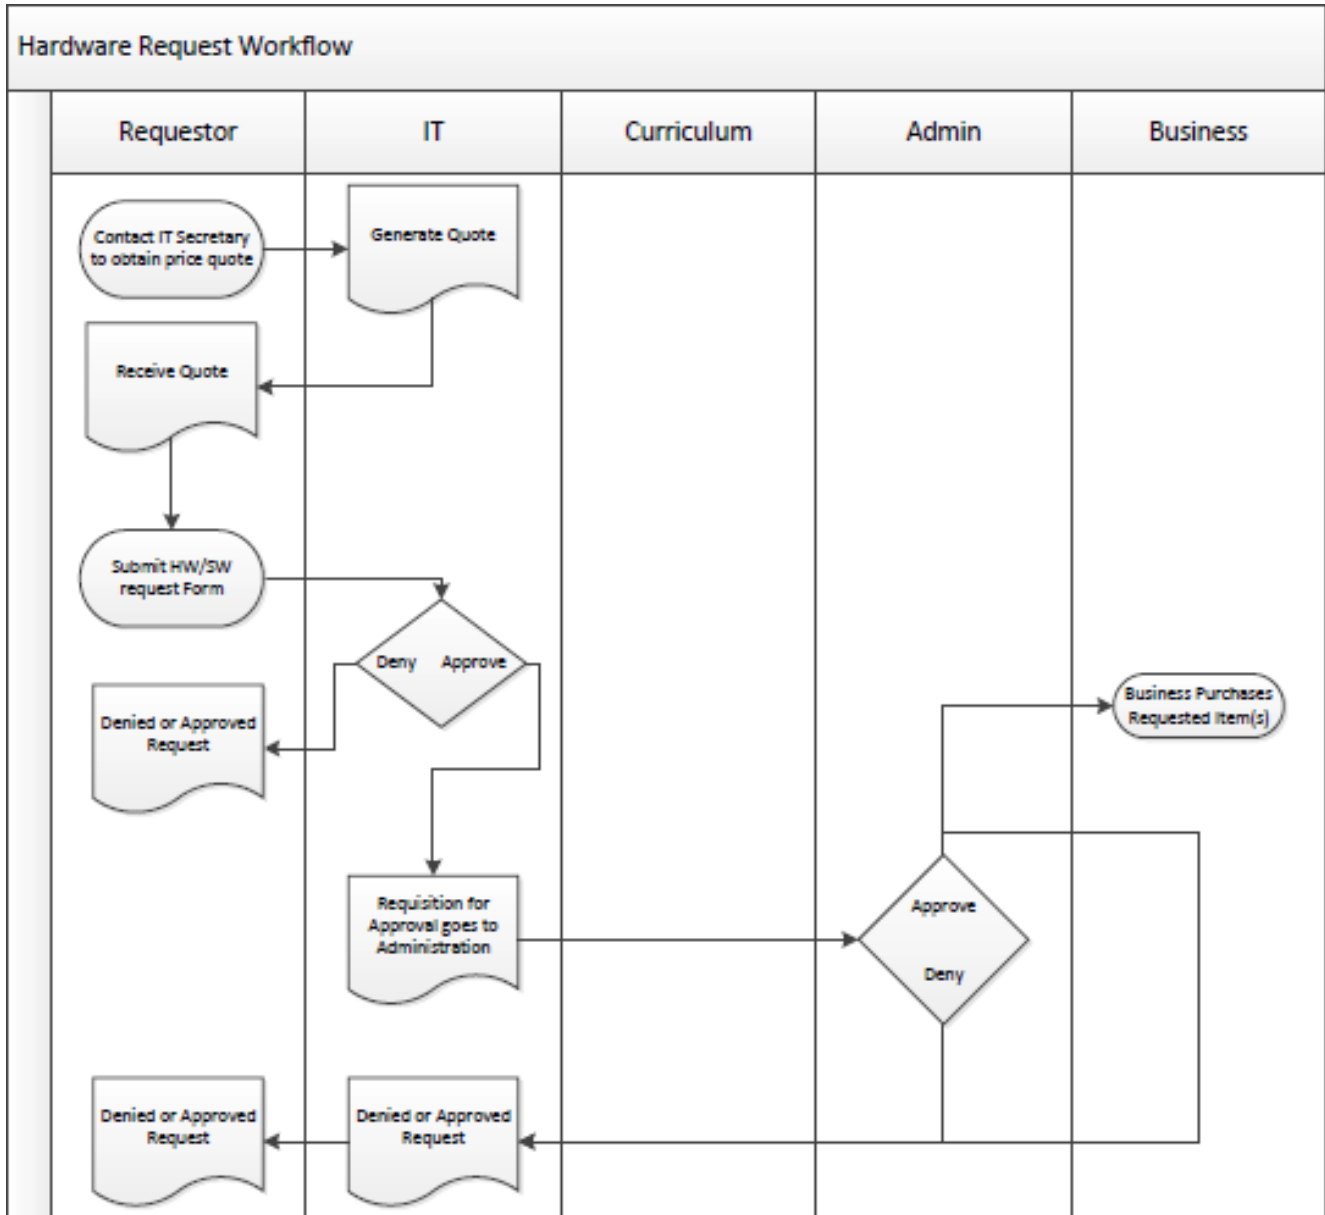 Hardware Request Workflow
Requestor
IT
Curriculum
Admin
Business
Contact IT Secretary
to obtain price quote
Generate Quote
Receive Quote
Submit HW/SW
request Form
Deny
Approve
Denied or Approved
Request
Business Purchases
Requested Item(s)
Requisition for
Approval goes to
Administration
Approve
Deny
Denied or Approved
Request
Denied or Approved
Request